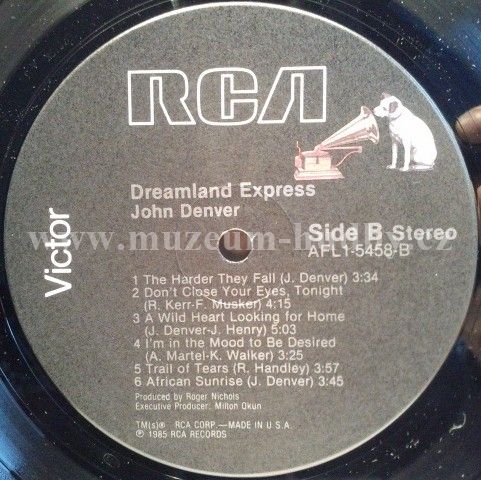 RCA
Victor
Dreamland Express
John Denver
Side B Stereo
AFL1-5458-B
www.muzeum-hudby.cz
1 The Harder They Fall (J. Denver) 3:34
2 Don't Close Your Eyes, Tonight
(R. Kerr-F. Musker) 4:15
3 A Wild Heart Looking for Home
(J. Denver-J. Henry) 5:03
4 I'm in the Mood to Be Desired
(A. Martel-K. Walker) 3:25
5 Trail of Tears (R. Handley) 3:57
6 African Sunrise (J. Denver) 3:45
Produced by Roger Nichols
Executive Producer: Milton Okun
TM(s)® RCA CORP.—MADE IN U.S.A.
℗ 1985 RCA RECORDS